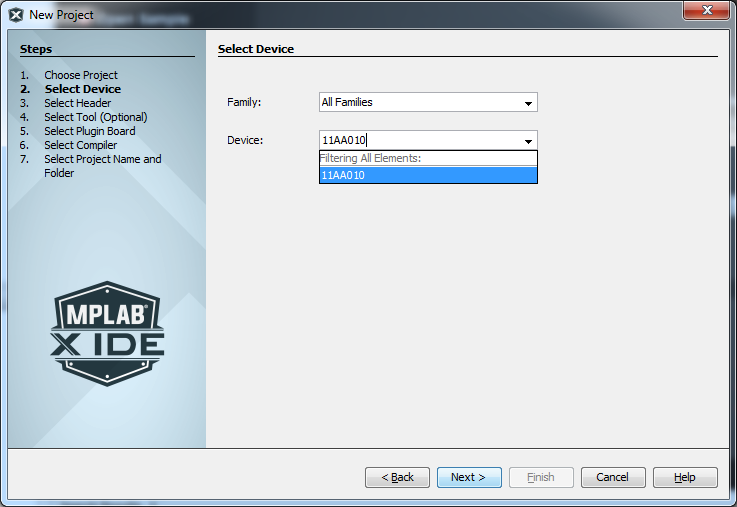 New Project
Steps
1. Choose Project
2. Select Device
3. Select Header
4. Select Tool (Optional)
5. Select Plugin Board
6. Select Compiler
7. Select Project Name and
Folder
MPLAB
X IDE
Select Device
Family: All Families
Device: 11AA010
Filtering All Elements:
11AA010
< Back Next > Finish Cancel Help